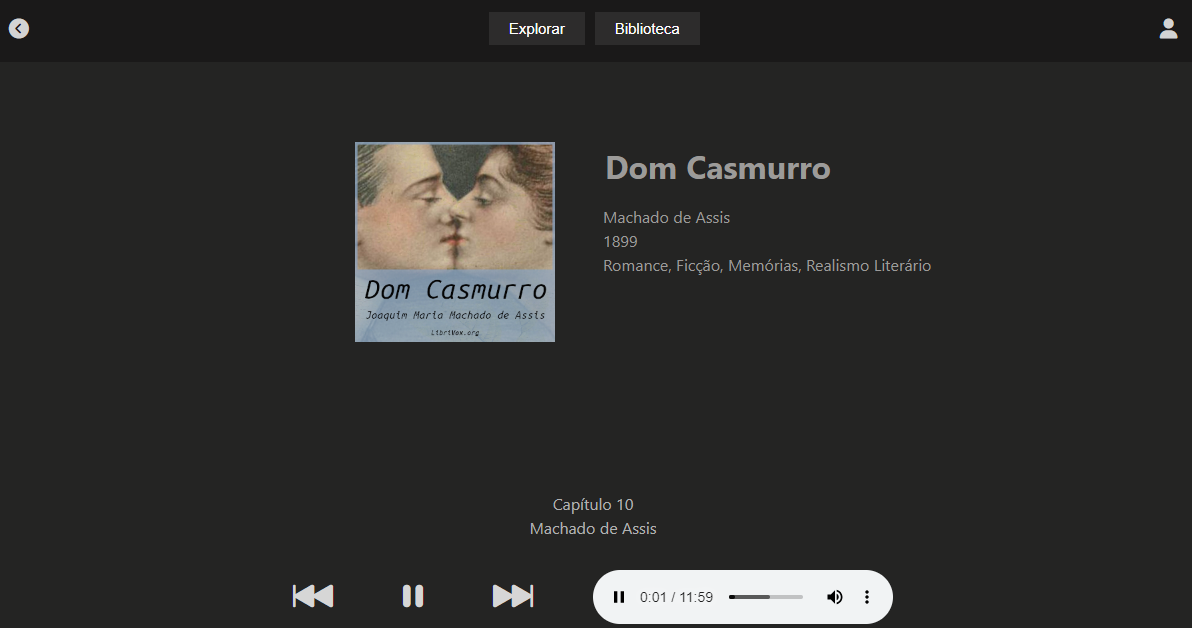 Explorar
Biblioteca
Dom Casmurro
Machado de Assis
1899
Romance, Ficção, Memórias, Realismo Literário
Dom Casmurro
Joaquim Maria Machado de Assis
LibriVox.org
Capítulo 10
Machado de Assis
0:01 / 11:59